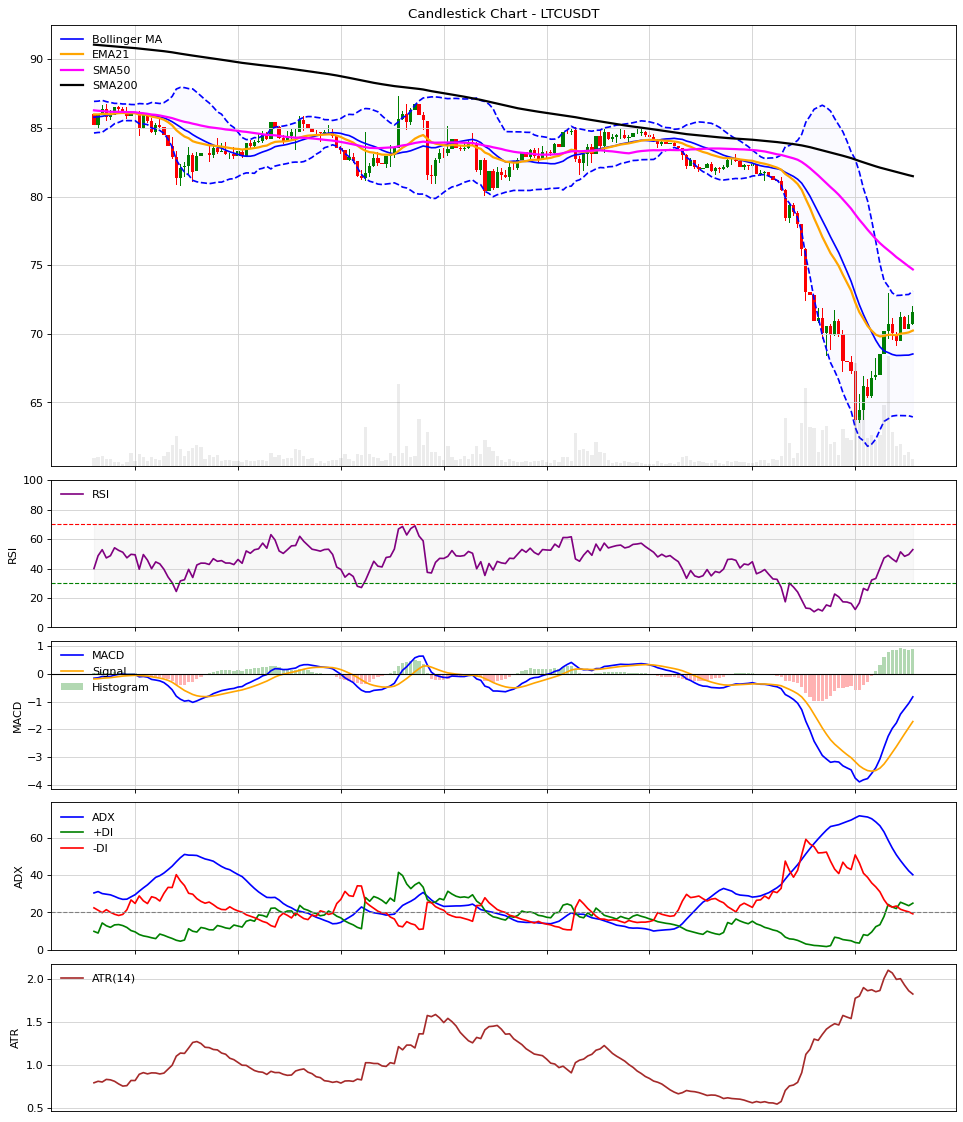 Candlestick Chart - LTCUSDT
Bollinger MA
EMA21
SMA50
SMA200
90
85
80
75
70
65
RSI
RSI
100
80
60
40
20
0
MACD
Signal
Histogram
MACD
1
0
−1
−2
−3
−4
ADX
+DI
-DI
ADX
60
40
20
0
ATR(14)
ATR
2.0
1.5
1.0
0.5